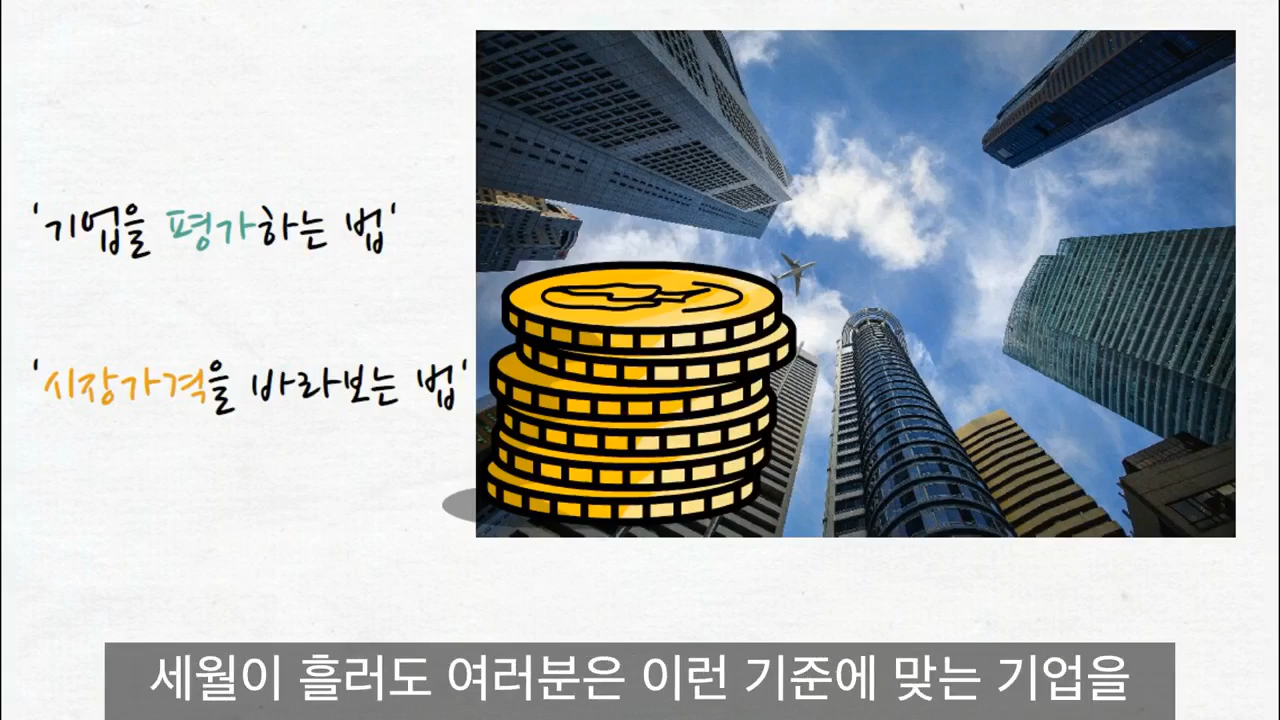 '기업을 평가하는 법'
'시장가격을 바라보는 법'
세월이 흘러도 여러분은 이런 기준에 맞는 기업을